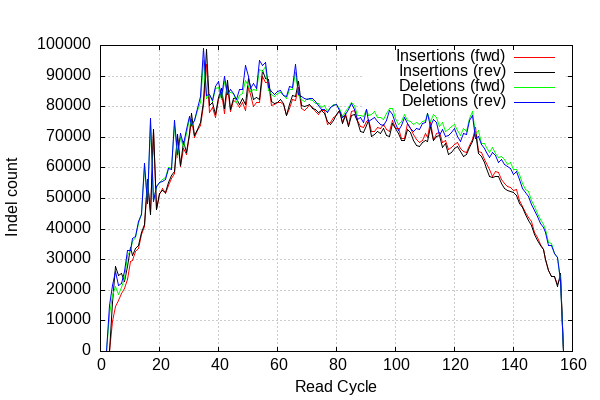 100000
90000
80000
70000
60000
50000
40000
30000
20000
10000
0
Indel count
Insertions (fwd)
Insertions (rev)
Deletions (fwd)
Deletions (rev)
0 20 40 60 80 100 120 140 160
Read Cycle